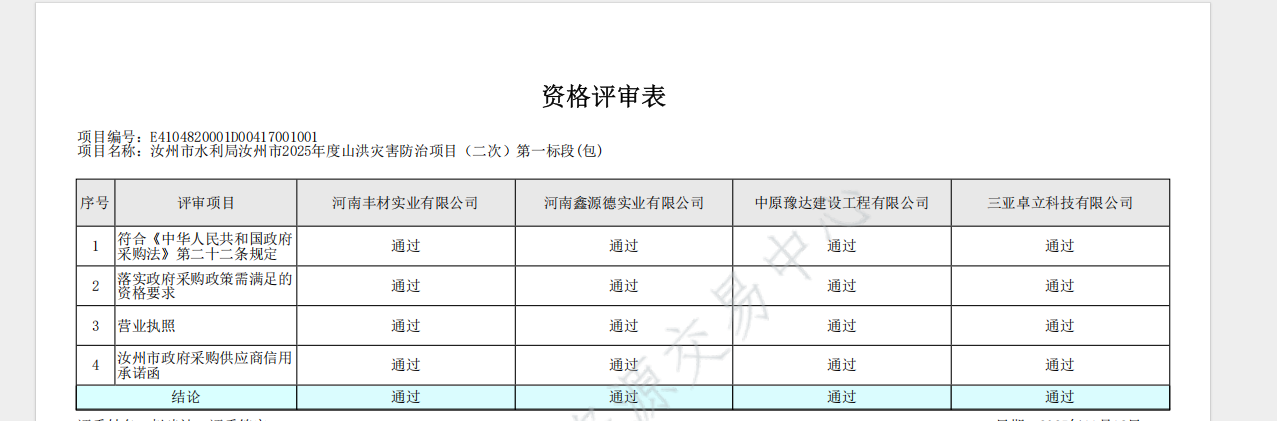 资格评审表
项目编号：E4104820001D00417001001
项目名称：汝州市水利局汝州市2025年度山洪灾害防治项目（二次）第一标段(包)
序号 评审项目 河南丰材实业有限公司 河南鑫源德实业有限公司 中原豫达建设工程有限公司 三亚卓立科技有限公司
1 符合《中华人民共和国政府采购法》第二十二条规定 通过 通过 通过 通过
2 落实政府采购政策需满足的资格要求 通过 通过 通过 通过
3 营业执照 通过 通过 通过 通过
4 汝州市政府采购供应商信用承诺函 通过 通过 通过 通过
结论 通过 通过 通过 通过
源交易中心